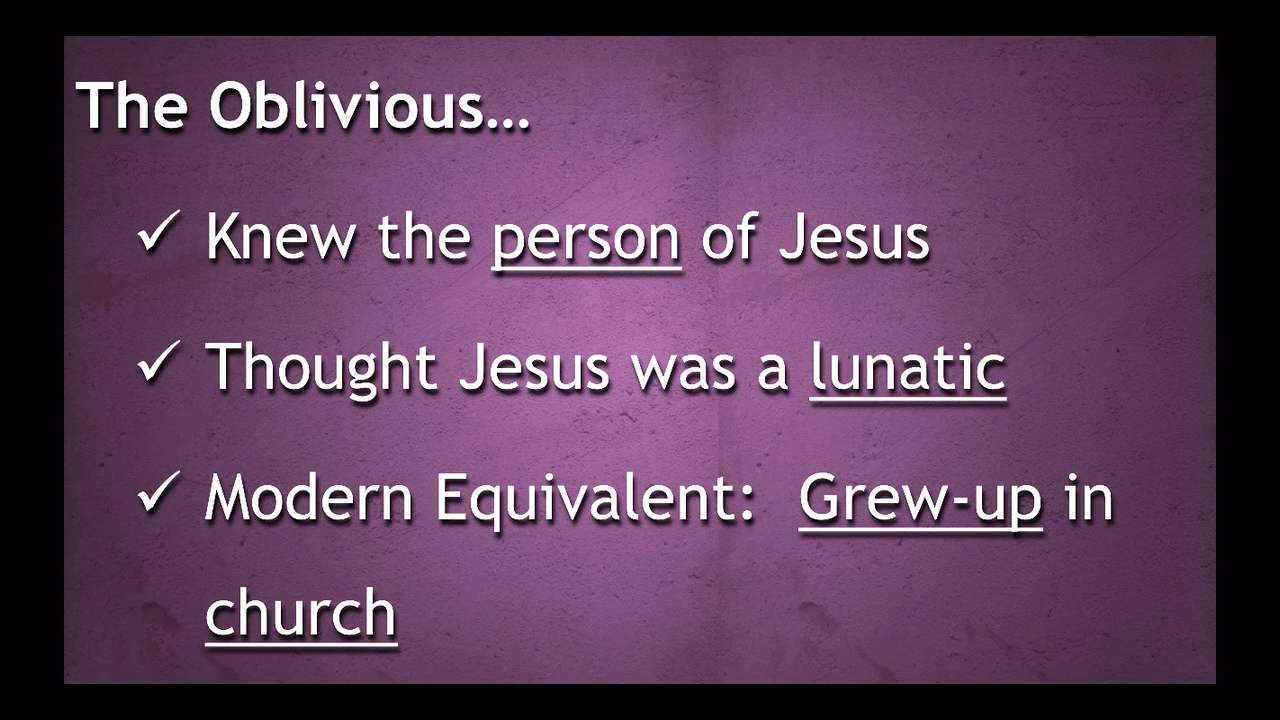 The Oblivious...
✓ Knew the person of Jesus
✓ Thought Jesus was a lunatic
✓ Modern Equivalent: Grew-up in
church